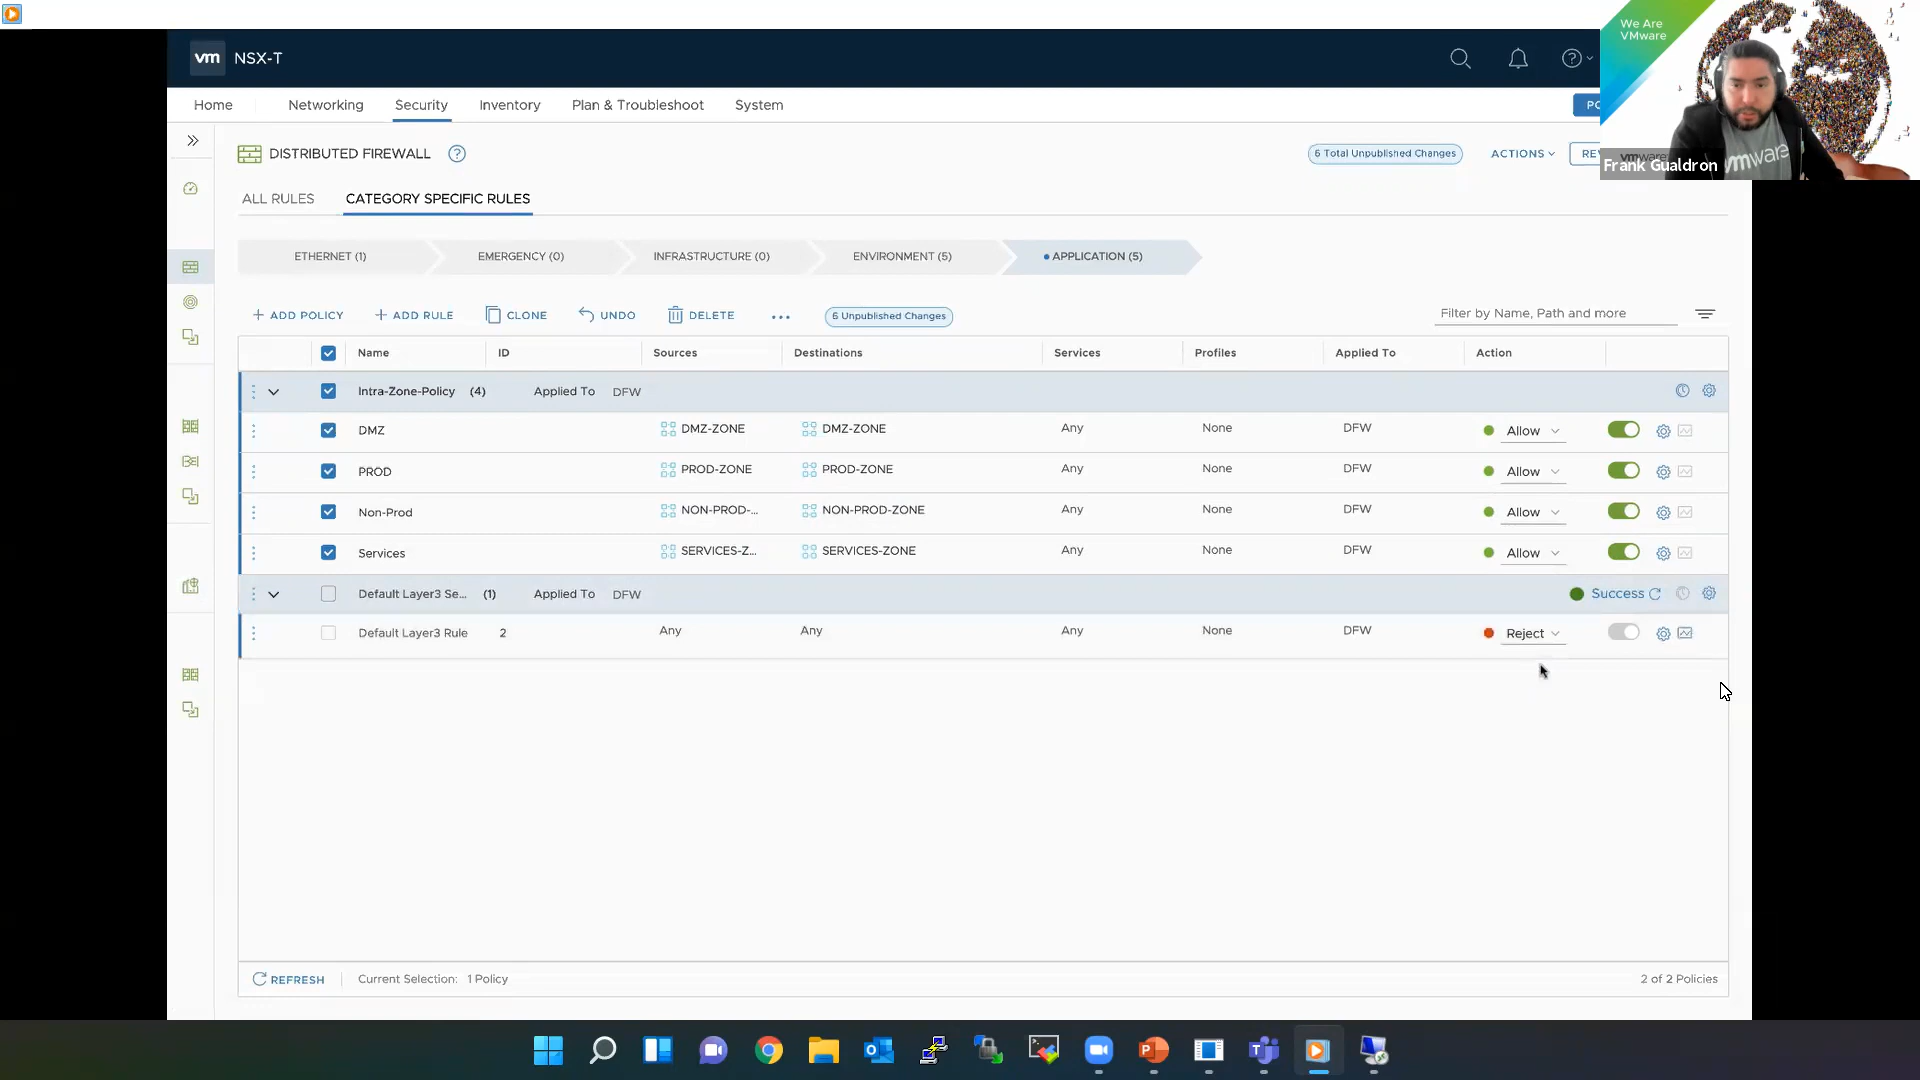 We Are
VMware
vm NSX-T
Home Networking Security Inventory Plan & Troubleshoot System
DISTRIBUTED FIREWALL
6 Total Unpublished Changes ACTIONS
vmware
Frank Gualdron
ALL RULES CATEGORY SPECIFIC RULES
ETHERNET (1) EMERGENCY (0) INFRASTRUCTURE (0) ENVIRONMENT (5) APPLICATION (5)
+ ADD POLICY + ADD RULE CLONE UNDO DELETE ... 6 Unpublished Changes Filter by Name, Path and more
Name ID Sources Destinations Services Profiles Applied To Action
Intra-Zone-Policy (4) Applied To DFW
DMZ DMZ-ZONE DMZ-ZONE Any None DFW Allow
PROD PROD-ZONE PROD-ZONE Any None DFW Allow
Non-Prod NON-PROD-... NON-PROD-ZONE Any None DFW Allow
Services SERVICES-Z... SERVICES-ZONE Any None DFW Allow
Default Layer3 Se... (1) Applied To DFW Success
Default Layer3 Rule 2 Any Any Any None DFW Reject
REFRESH Current Selection: 1 Policy 2 of 2 Policies